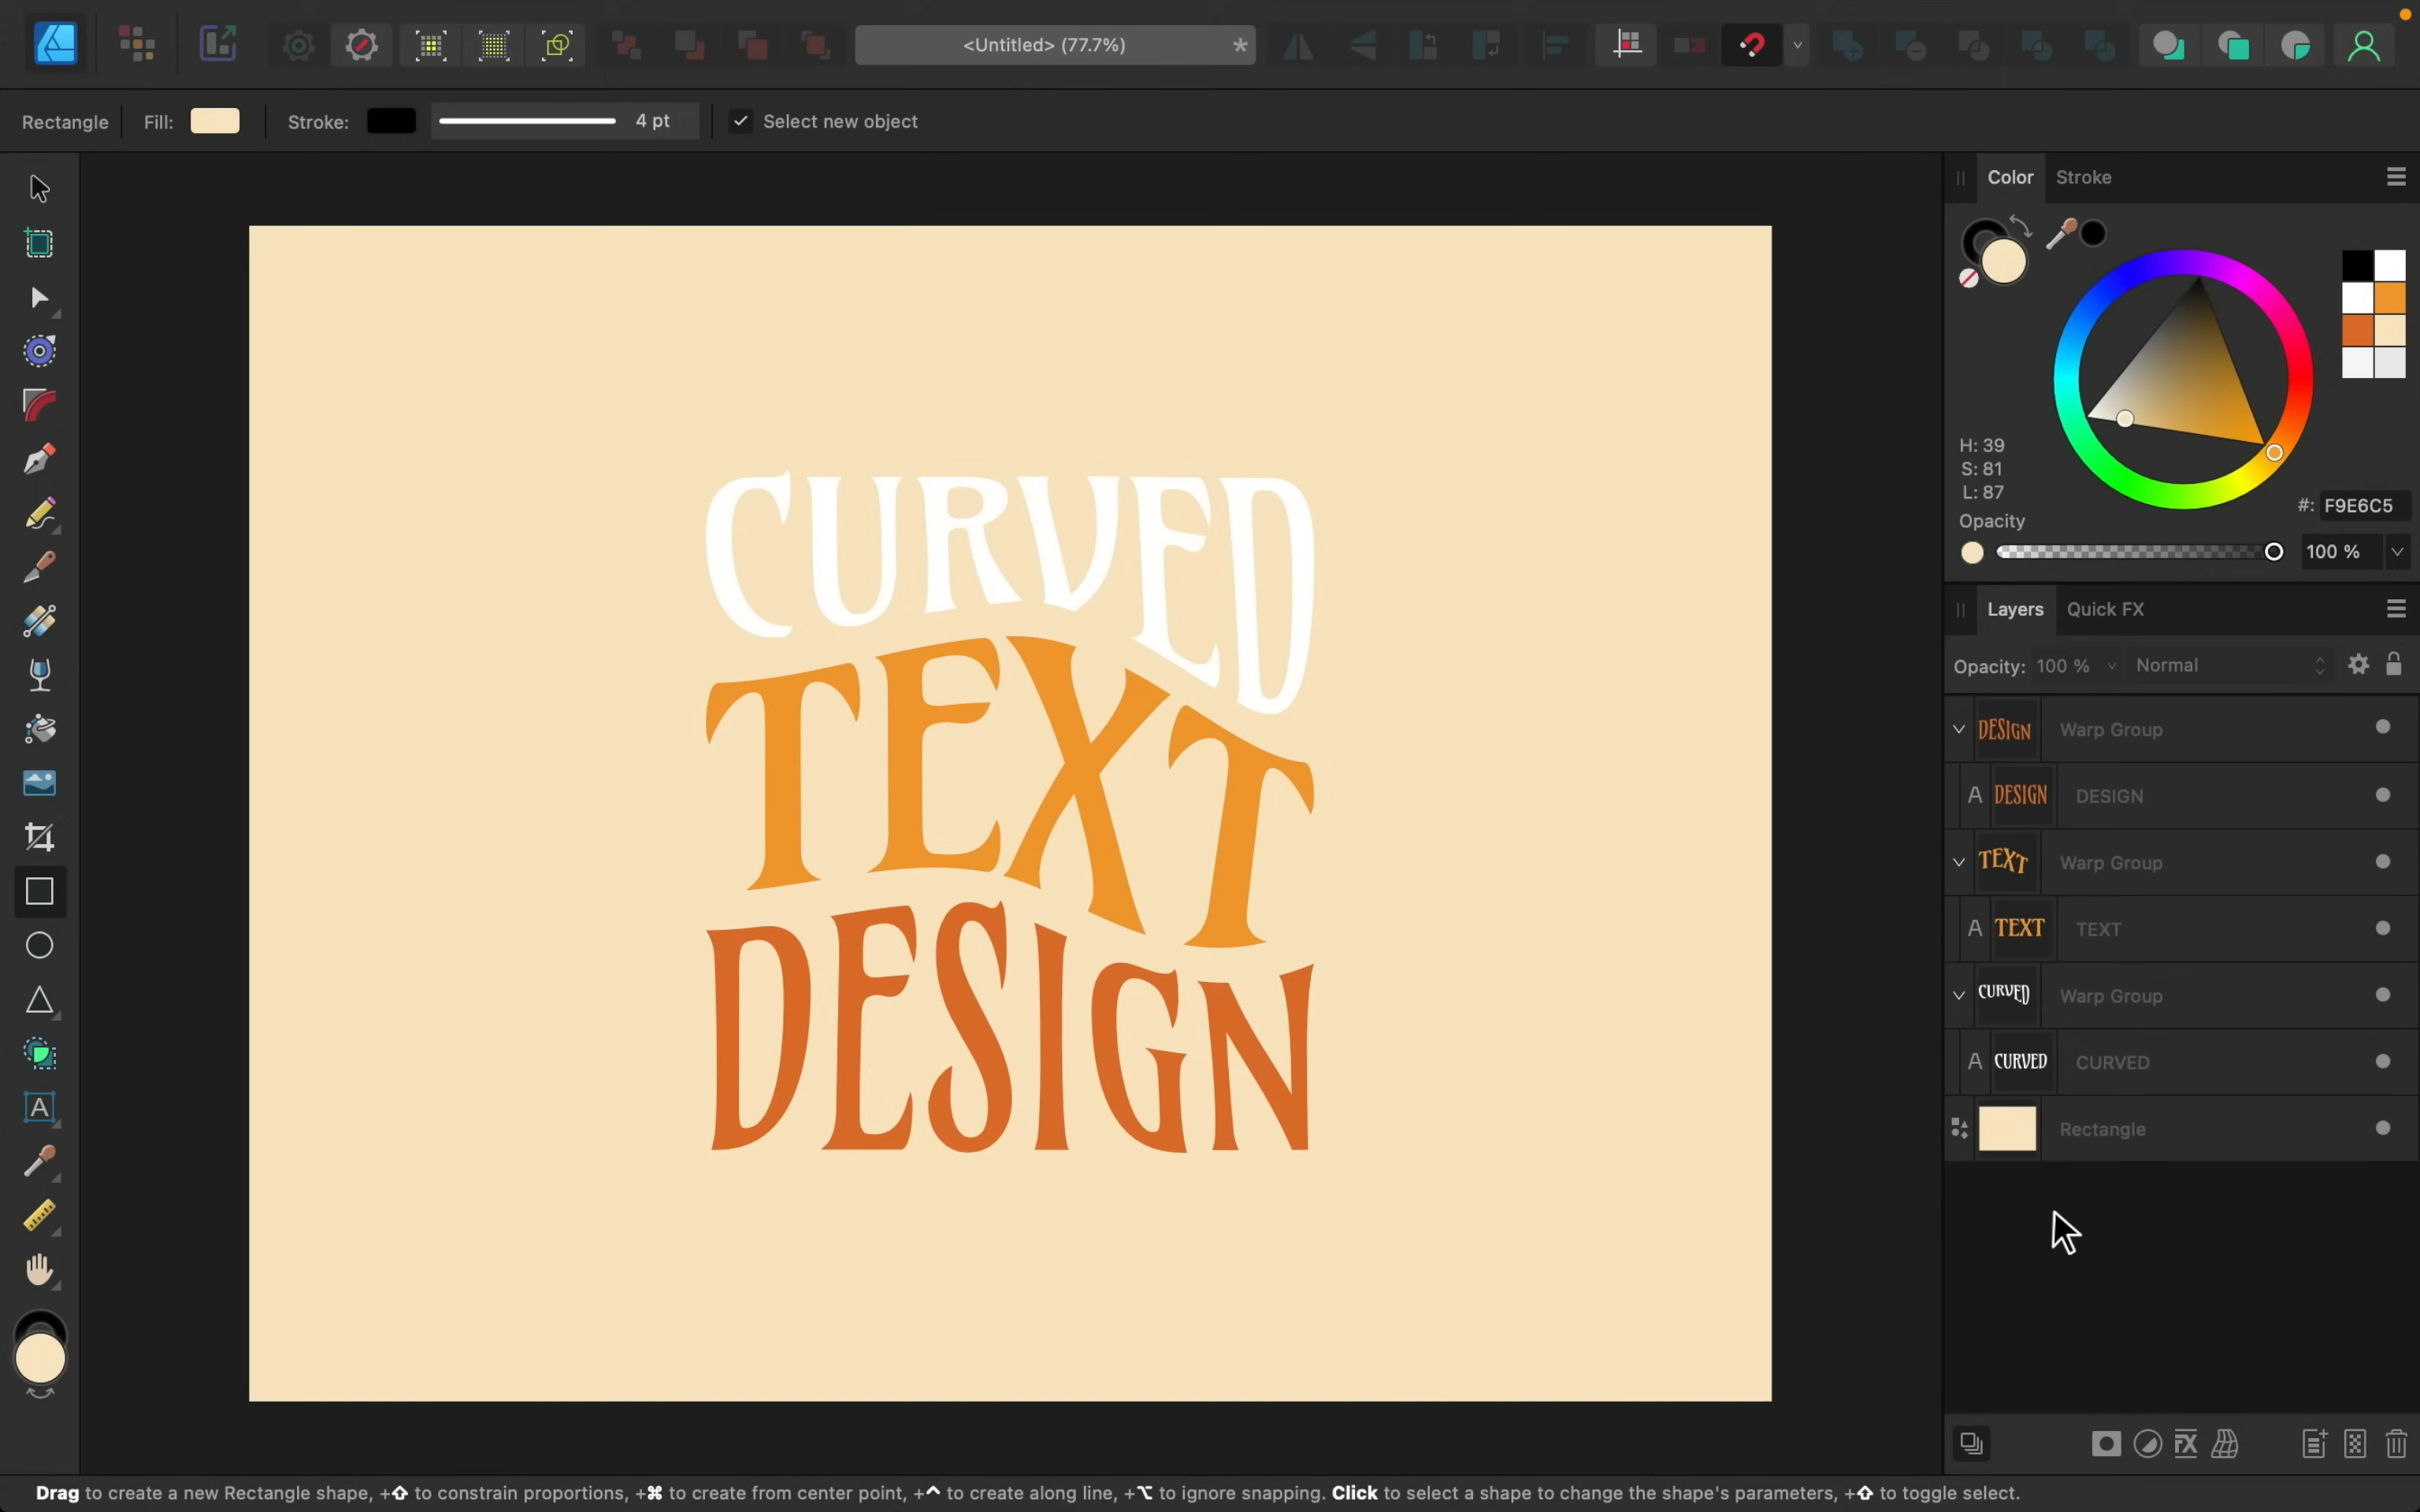 <Untitled> (77.7%) *
Rectangle Fill: Stroke: 4 pt Select new object
Color Stroke
H: 39
S: 81
L: 87
#: F9E6C5
Opacity
100 %
Layers Quick FX
Opacity: 100 % Normal
DESIGN Warp Group
A DESIGN DESIGN
TEXT Warp Group
A TEXT TEXT
CURVED Warp Group
A CURVED CURVED
Rectangle
CURVED
TEXT
DESIGN
A
FX
Drag to create a new Rectangle shape, +⇧ to constrain proportions, +⌘ to create from center point, +^ to create along line, +⌥ to ignore snapping. Click to select a shape to change the shape's parameters, +⇧ to toggle select.